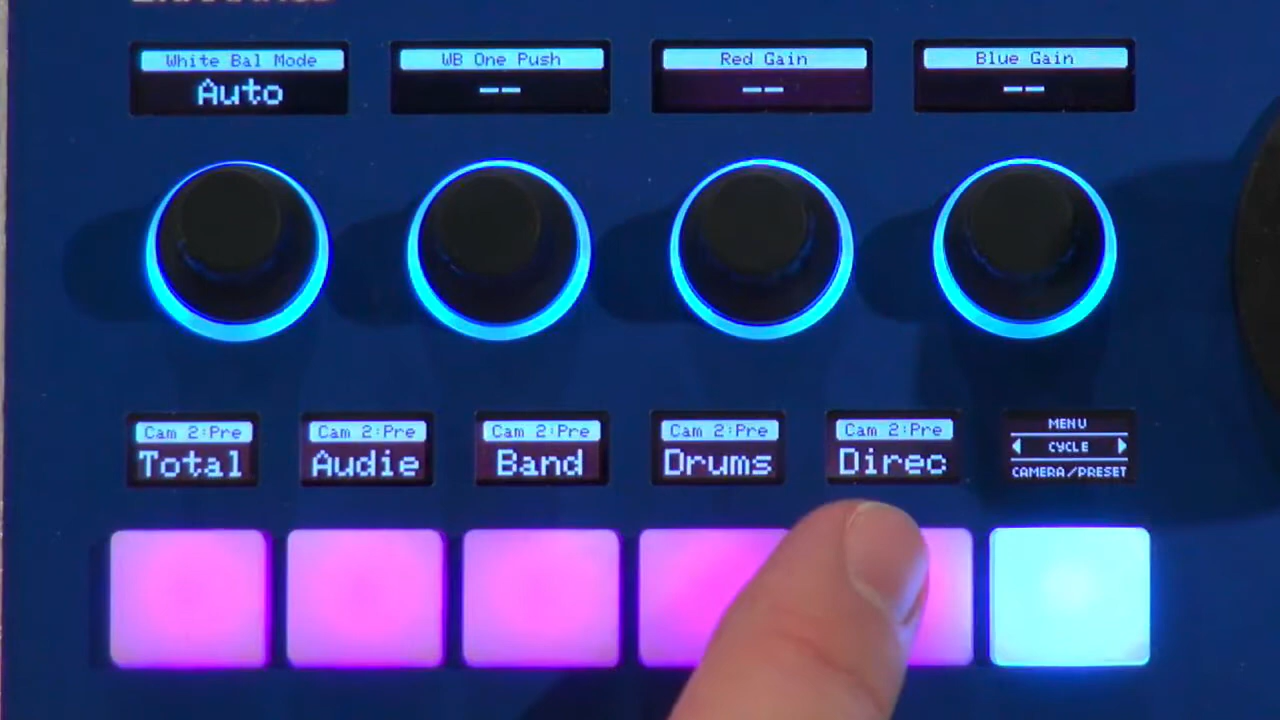 White Bal Mode
Auto
WB One Push
--
Red Gain
--
Blue Gain
--
Cam 2:Pre
Total
Cam 2:Pre
Audie
Cam 2:Pre
Band
Cam 2:Pre
Drums
Cam 2:Pre
Direc
MENU
CYCLE
CAMERA/PRESET